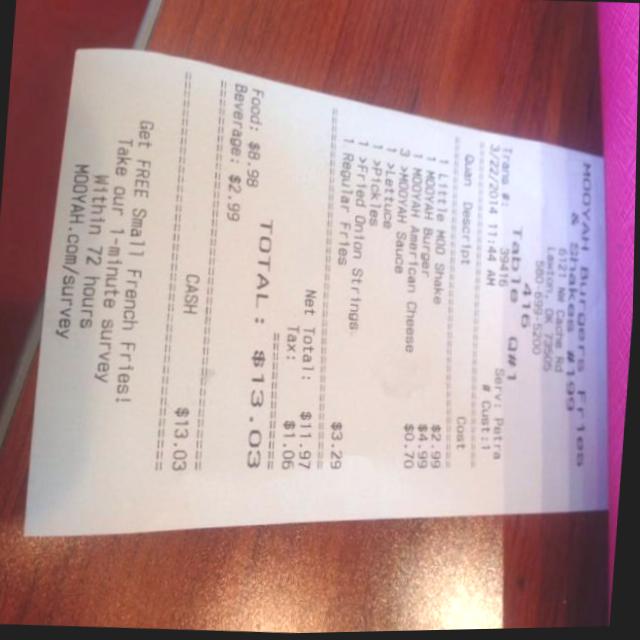 MOOYAH Burgers Fries
& Shakes #199
612 NW Cache Rd
Lawton, OK 73505
580-699-5200
416
Table Q#1
Trans #: 39416 Serv: Petra
3/22/2014 11:44 AM # Cust:1
Quan Descript Cost
1 Little MOO Shake $2.99
1 MOOYAH Burger $4.99
1 MOOYAH American Cheese $0.70
3 >MOOYAH Sauce
1 >Lettuce
1 >Pickles
1 >Fried Onion Strings
1 Regular Fries $3.29
Net Total: $11.97
Tax: $1.06
TOTAL: $13.03
Food: $8.98
Beverage: $2.99
CASH $13.03
Get FREE Small French Fries!
Take our 1-minute survey
Within 72 hours
MOOYAH.com/survey